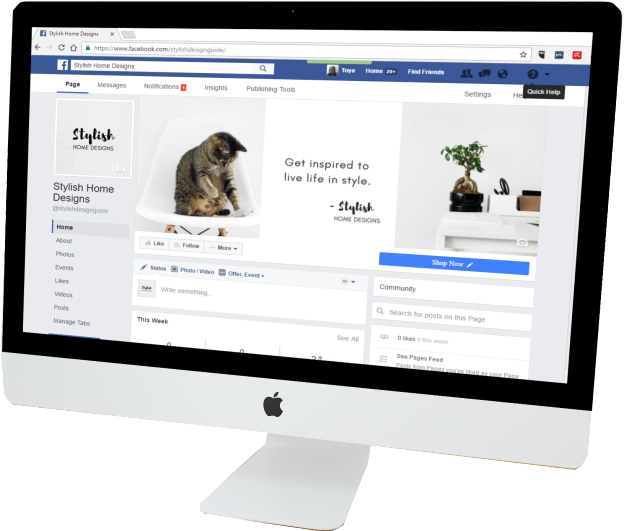 Stylish Home Designs
https://www.facebook.com/stylishdesignguide/
Stylish Home Designs
Toya
Home 20+
Find Friends
Page
Messages
Notifications
Insights
Publishing Tools
Settings
Quick Help
Stylish
HOME DESIGNS
Get inspired to
live life in style.
- Stylish
HOME DESIGNS
Stylish Home
Designs
@stylishdesignguide
Home
About
Photos
Events
Likes
Videos
Posts
Manage Tabs
Like
Follow
More
Shop Now
Status
Photo / Video
Offer, Event +
Write something...
This Week
See All
Community
Search for posts on this Page
0 likes 0 this week
See Pages Feed
Posts from Pages you've liked as your Page